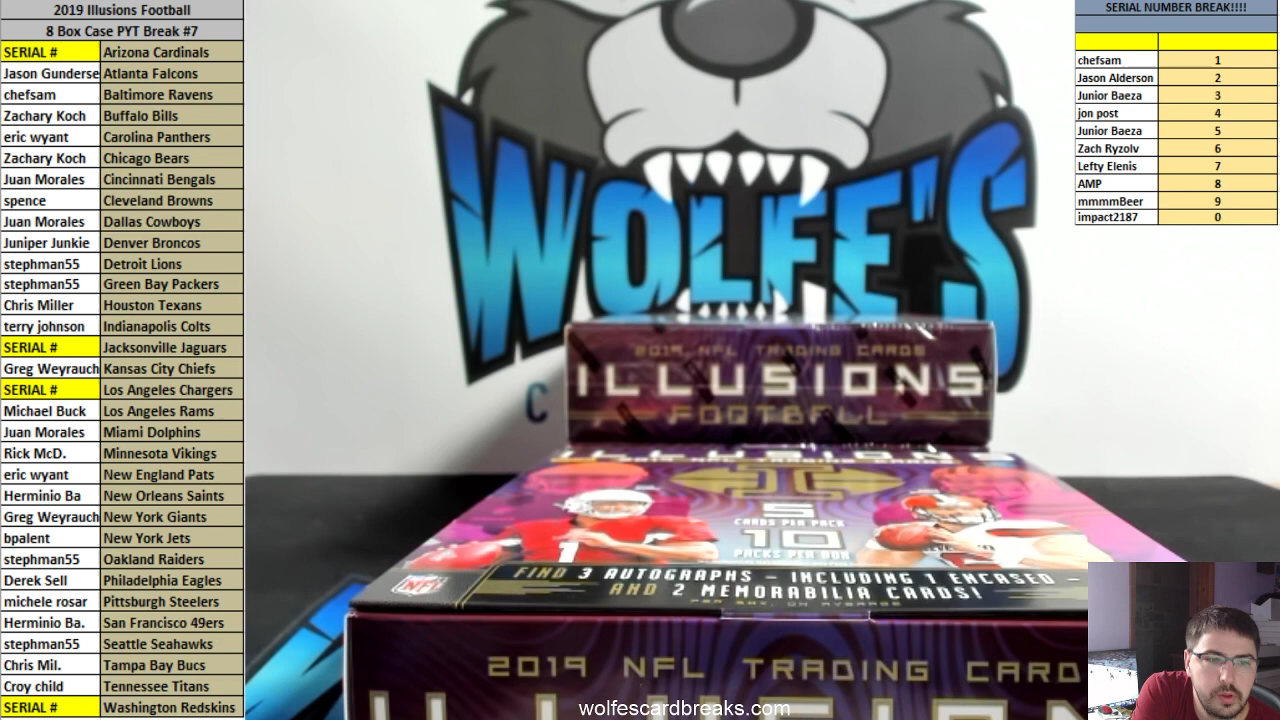 2019 Illusions Football
8 Box Case PYT Break #7
SERIAL # Arizona Cardinals
Jason Gunderse Atlanta Falcons
chefsam Baltimore Ravens
Zachary Koch Buffalo Bills
eric wyant Carolina Panthers
Zachary Koch Chicago Bears
Juan Morales Cincinnati Bengals
spence Cleveland Browns
Juan Morales Dallas Cowboys
Juniper Junkie Denver Broncos
stephman55 Detroit Lions
stephman55 Green Bay Packers
Chris Miller Houston Texans
terry johnson Indianapolis Colts
SERIAL # Jacksonville Jaguars
Greg Weyrauch Kansas City Chiefs
SERIAL # Los Angeles Chargers
Michael Buck Los Angeles Rams
Juan Morales Miami Dolphins
Rick McD. Minnesota Vikings
eric wyant New England Pats
Herminio Ba New Orleans Saints
Greg Weyrauch New York Giants
bpalent New York Jets
stephman55 Oakland Raiders
Derek Sell Philadelphia Eagles
michele rosar Pittsburgh Steelers
Herminio Ba. San Francisco 49ers
stephman55 Seattle Seahawks
Chris Mil. Tampa Bay Bucs
Croy child Tennessee Titans
SERIAL # Washington Redskins
WOLFE'S
C
2019 NFL TRADING CARDS
ILLUSIONS
FOOTBALL
ILLUSIONS
5
CARDS PER PACK
10
PACKS PER BOX
NFL
FIND 3 AUTOGRAPHS - INCLUDING 1 ENCASED -
AND 2 MEMORABILIA CARDS!
PER BOX, ON AVERAGE
2019 NFL TRADING CARD
ILLUSION
wolfescardbreaks.com
SERIAL NUMBER BREAK!!!!
chefsam 1
Jason Alderson 2
Junior Baeza 3
jon post 4
Junior Baeza 5
Zach Ryzolv 6
Lefty Elenis 7
AMP 8
mmmmBeer 9
impact2187 0